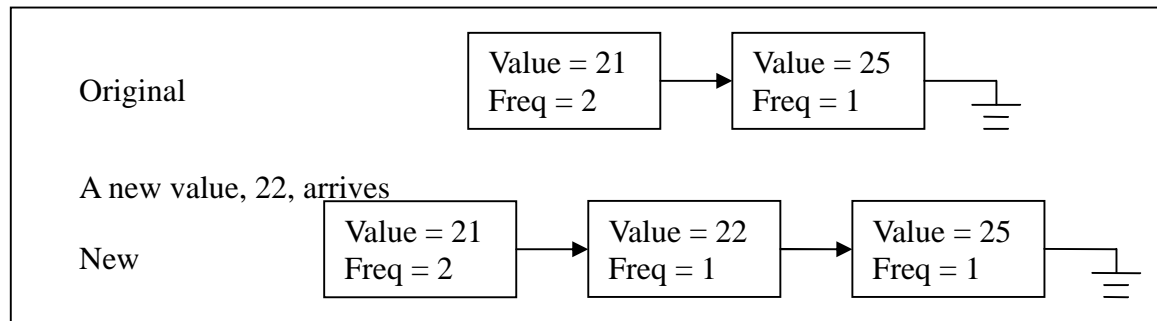 Original
Value = 21
Freq = 2
Value = 25
Freq = 1
A new value, 22, arrives
New
Value = 21
Freq = 2
Value = 22
Freq = 1
Value = 25
Freq = 1